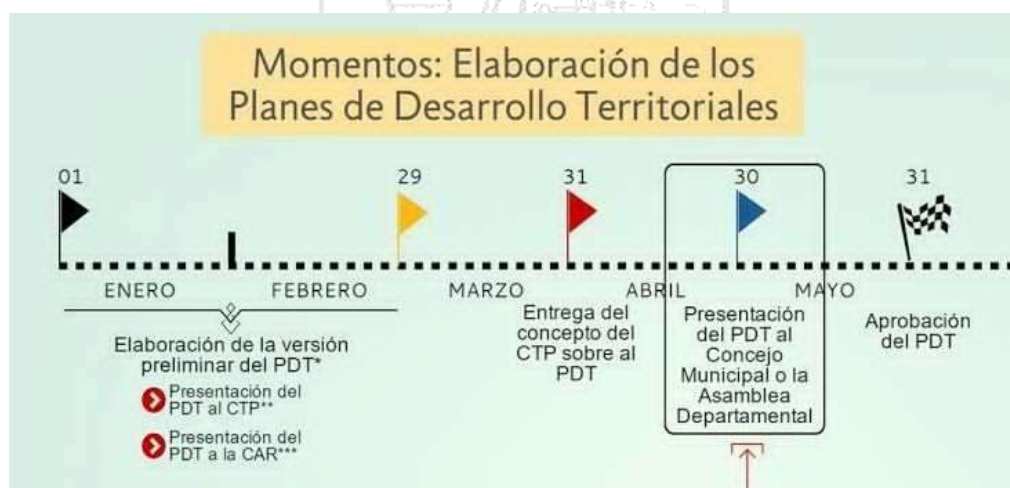 Momentos: Elaboración de los
Planes de Desarrollo Territoriales
01
29
31
30
31
ENERO
FEBRERO
MARZO
ABRIL
MAYO
Elaboración de la versión
preliminar del PDT*
Presentación del
PDT al CTP**
Presentación del
PDT a la CAR***
Entrega del
concepto del
CTP sobre al
PDT
Presentación
del PDT al
Concejo
Municipal o la
Asamblea
Departamental
Aprobación
del PDT